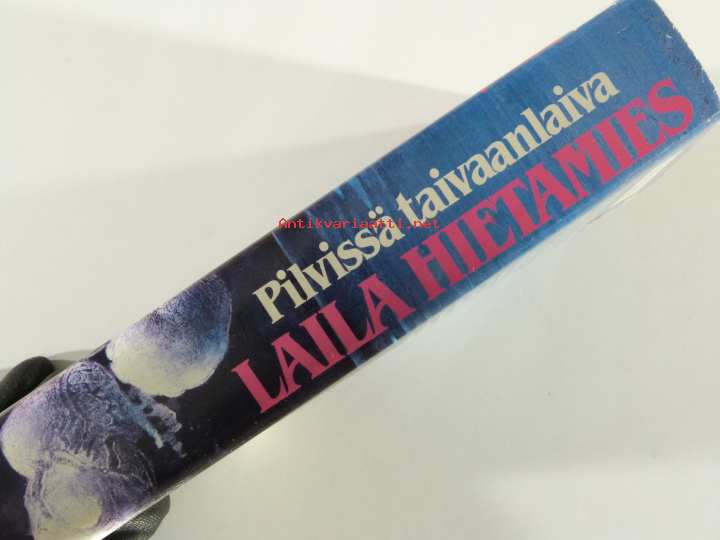 Pilvissä taivaanlaiva
LAILA HIETAMIES
Antikvariaatti.net